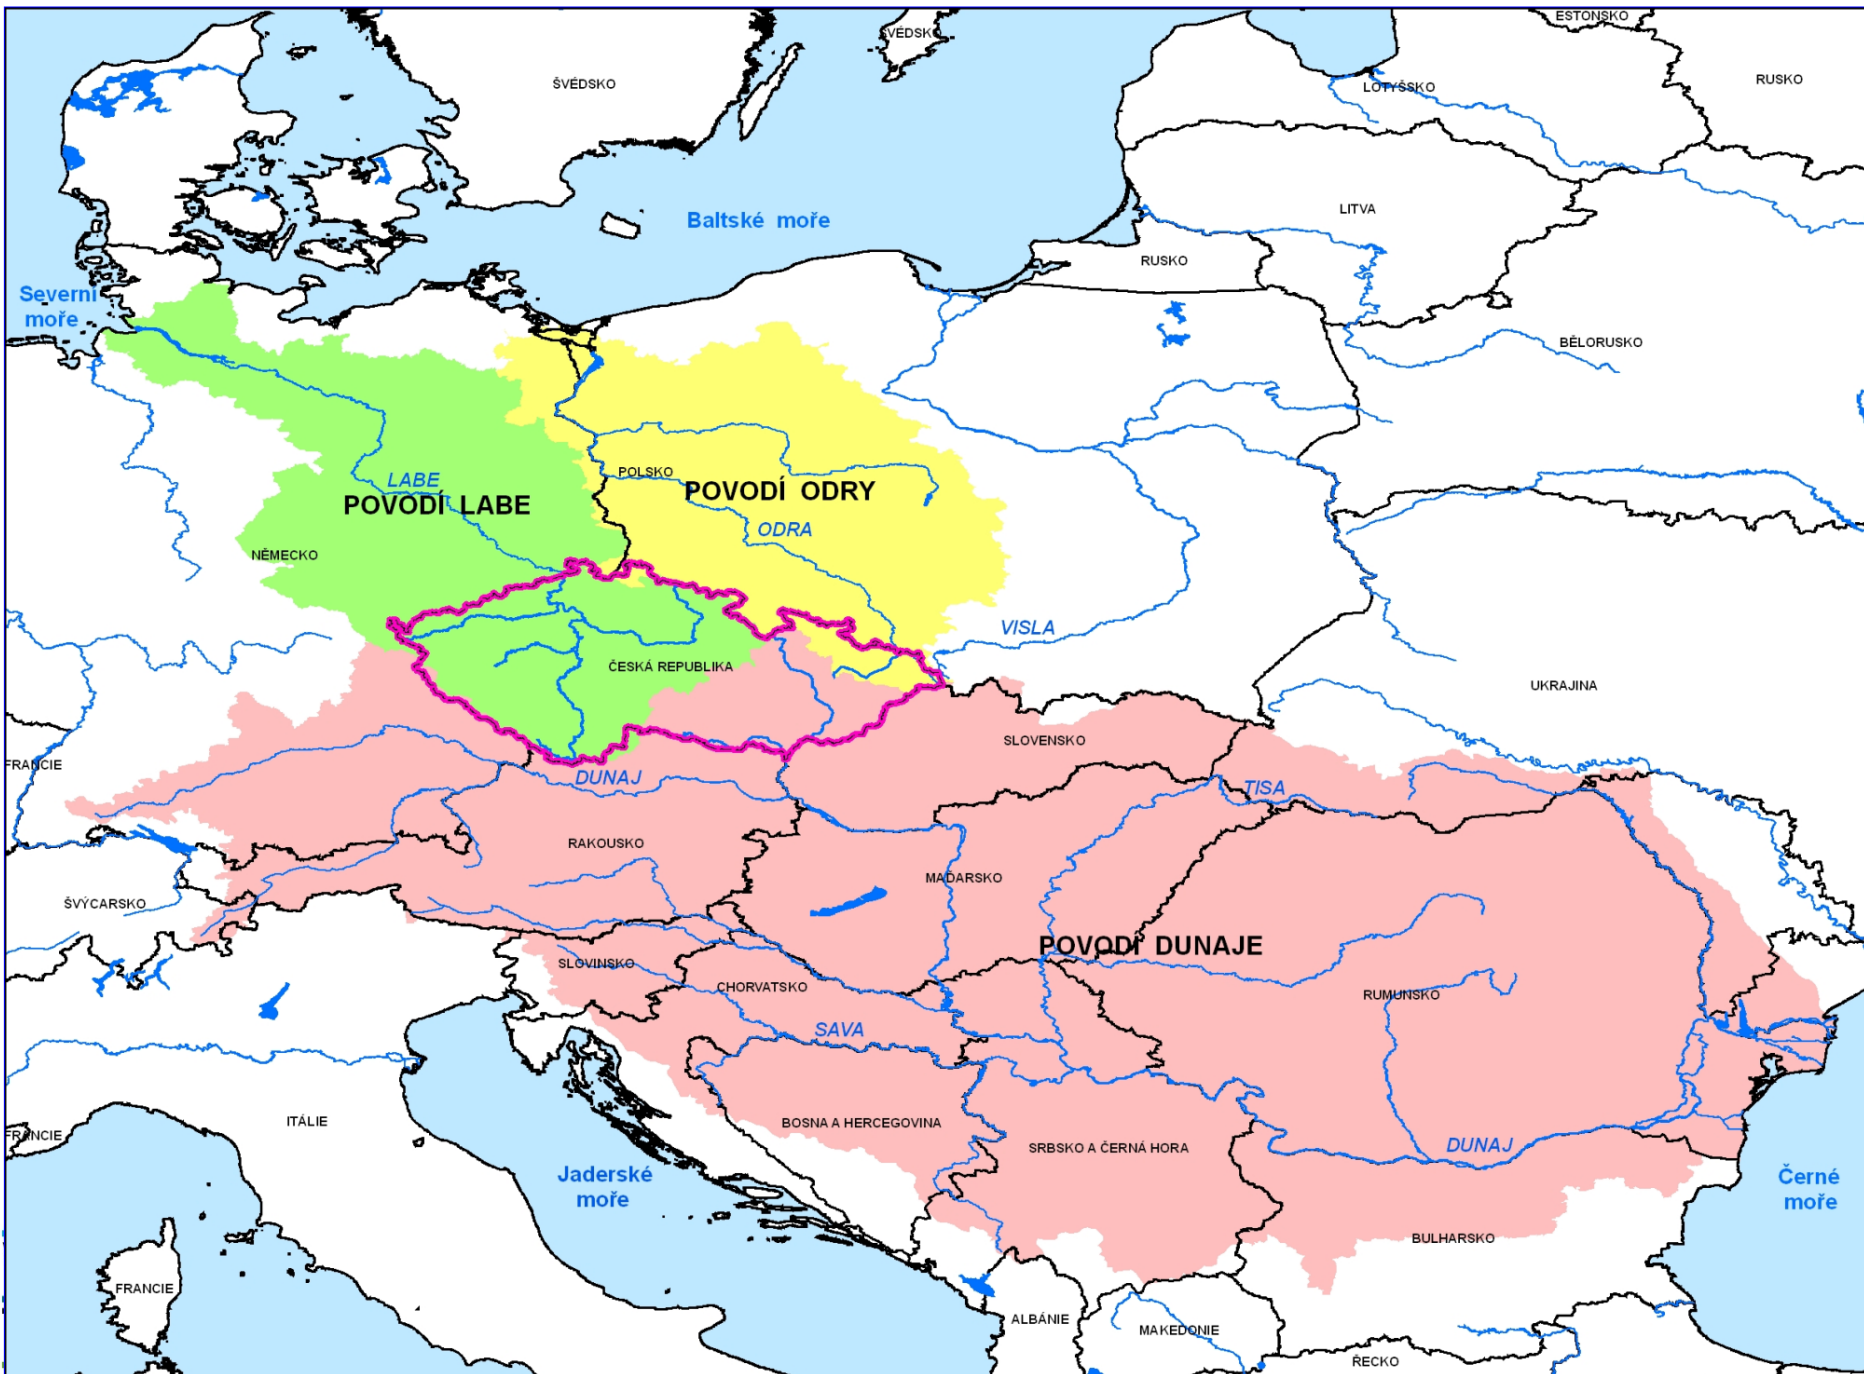 ESTONSKO
ŠVÉDSKO
RUSKO
ŠVÉDSKO
LOTYŠSKO
LITVA
Baltské moře
RUSKO
Severní
moře
BĚLORUSKO
POLSKO
LABE
POVODÍ ODRY
POVODÍ LABE
ODRA
NĚMECKO
VISLA
ČESKÁ REPUBLIKA
UKRAJINA
SLOVENSKO
FRANCIE
DUNAJ
TISA
RAKOUSKO
MAĎARSKO
ŠVÝCARSKO
POVODÍ DUNAJE
SLOVINSKO
CHORVATSKO
RUMUNSKO
SAVA
ITÁLIE
BOSNA A HERCEGOVINA
FRANCIE
SRBSKO A ČERNÁ HORA
DUNAJ
Jaderské
moře
Černé
moře
BULHARSKO
FRANCIE
ALBÁNIE
MAKEDONIE
ŘECKO